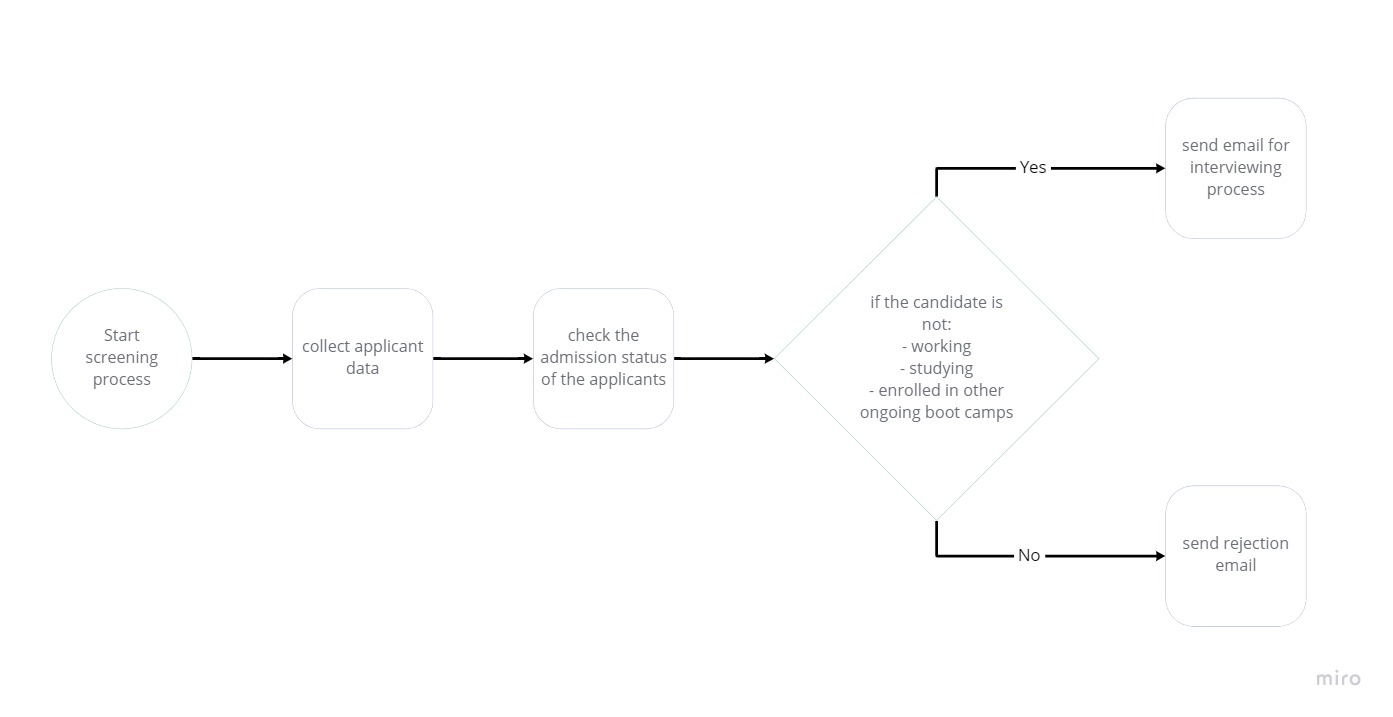 Start
screening
process
collect applicant
data
check the
admission status
of the applicants
if the candidate is
not:
- working
- studying
- enrolled in other
ongoing boot camps
Yes
send email for
interviewing
process
No
send rejection
email
miro